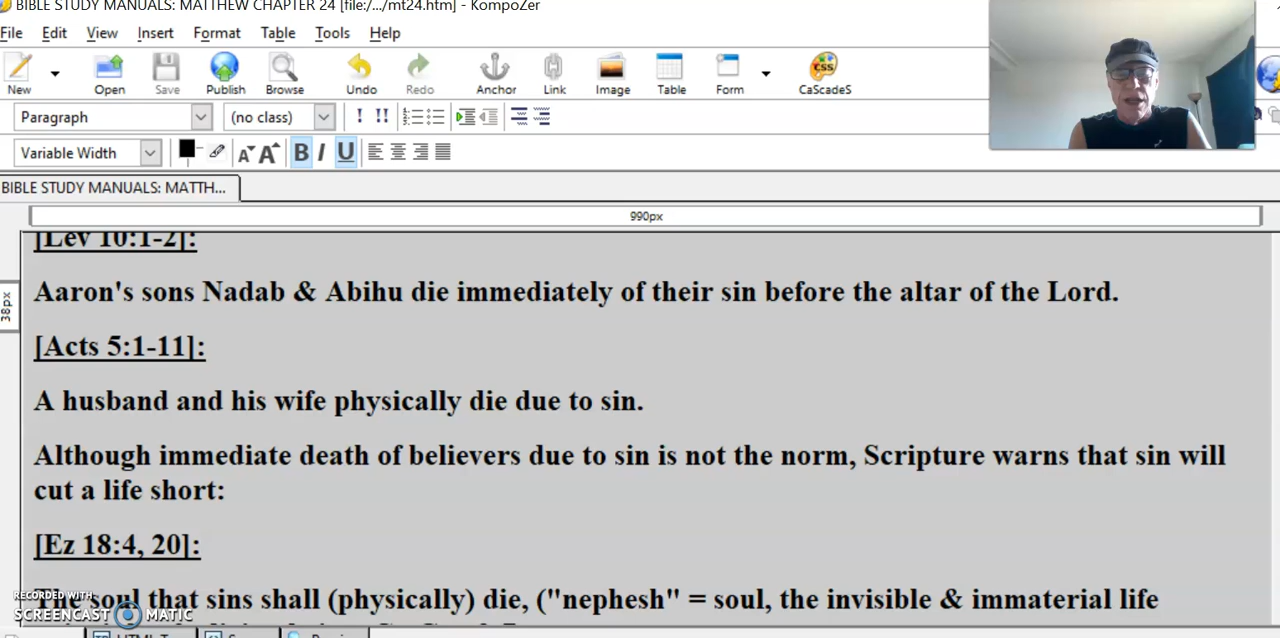 BIBLE STUDY MANUALS: MATTHEW CHAPTER 24 [file:/.../mt24.htm] - KompoZer
File Edit View Insert Format Table Tools Help
New Open Save Publish Browse Undo Redo Anchor Link Image Table Form CaScadeS
Paragraph (no class) ! !!
Variable Width A A B I U
BIBLE STUDY MANUALS: MATTH...
990px
38px
[Lev 10:1-2]:
Aaron's sons Nadab & Abihu die immediately of their sin before the altar of the Lord.
[Acts 5:1-11]:
A husband and his wife physically die due to sin.
Although immediate death of believers due to sin is not the norm, Scripture warns that sin will
cut a life short:
[Ez 18:4, 20]:
The soul that sins shall (physically) die, ("nephesh" = soul, the invisible & immaterial life
RECORDED WITH
SCREENCAST MATIC